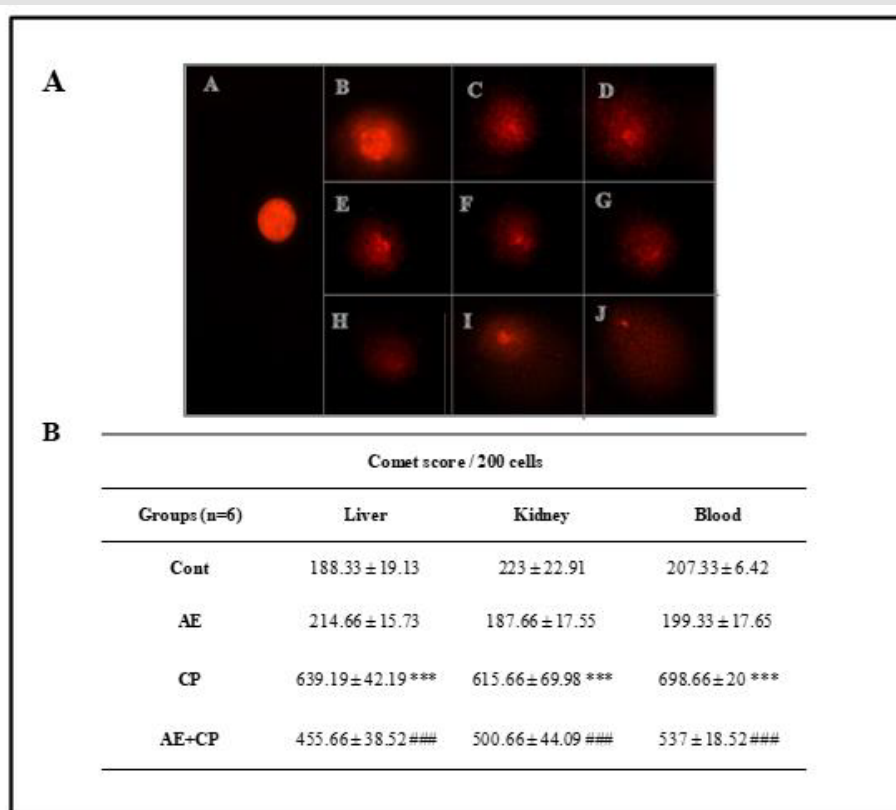 A
A B C D
E F G
H I J
B
Comet score / 200 cells
Groups (n=6) Liver Kidney Blood
Cont 188.33±19.13 223±22.91 207.33±6.42
AE 214.66±15.73 187.66±17.55 199.33±17.65
CP 639.19±42.19 *** 615.66±69.98 *** 698.66±20 ***
AE+CP 455.66±38.52 ### 500.66±44.09 ### 537±18.52 ###